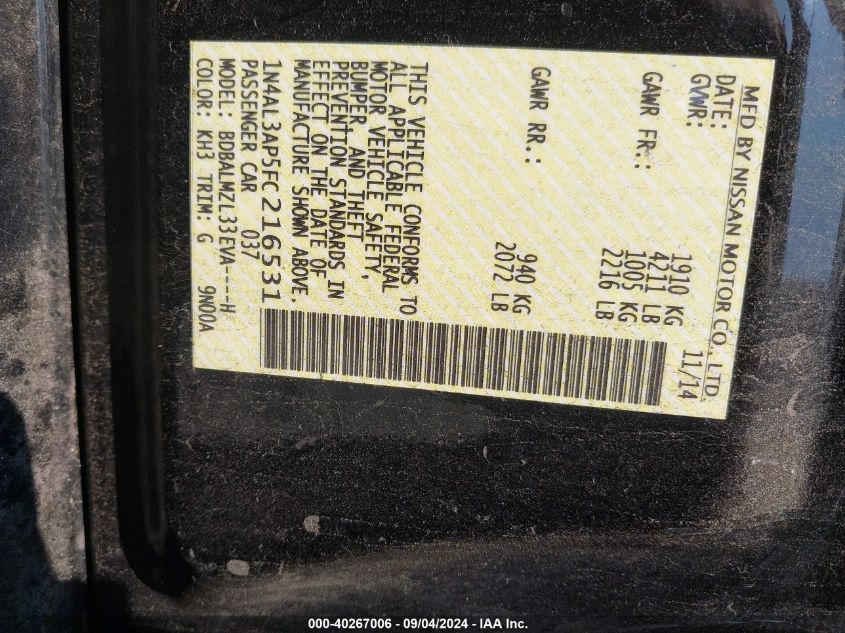 MFD BY NISSAN MOTOR CO., LTD
DATE: 11/14
GVWR: 1910 KG
4211 LB
GAWR FR.: 1005 KG
2216 LB
GAWR RR.: 940 KG
2072 LB
THIS VEHICLE CONFORMS TO
ALL APPLICABLE FEDERAL
MOTOR VEHICLE SAFETY,
BUMPER AND THEFT
PREVENTION STANDARDS IN
EFFECT ON THE DATE OF
MANUFACTURE SHOWN ABOVE.
1N4AL3AP5FC216531
PASSENGER CAR 037
MODEL: BDBALMZL33EVA----H
COLOR: KH3 TRIM: G 9N00A
000-40267006 - 09/04/2024 - IAA Inc.